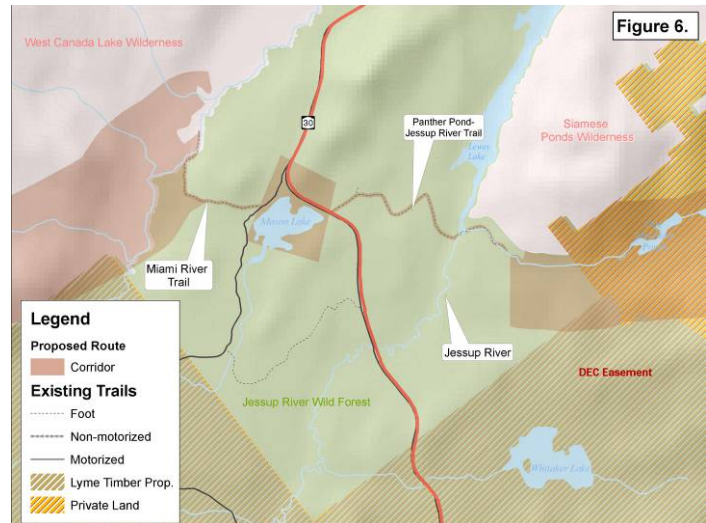 Figure 6.
West Canada Lake Wilderness
30
Panther Pond-
Jessup River Trail
Siamese
Ponds Wilderness
Lewey
Lake
Mason Lake
Miami River
Trail
Jessup River
Legend
Proposed Route
Corridor
Existing Trails
Foot
Non-motorized
Motorized
Lyme Timber Prop.
Private Land
Jessup River Wild Forest
DEC Easement
Whitaker Lake